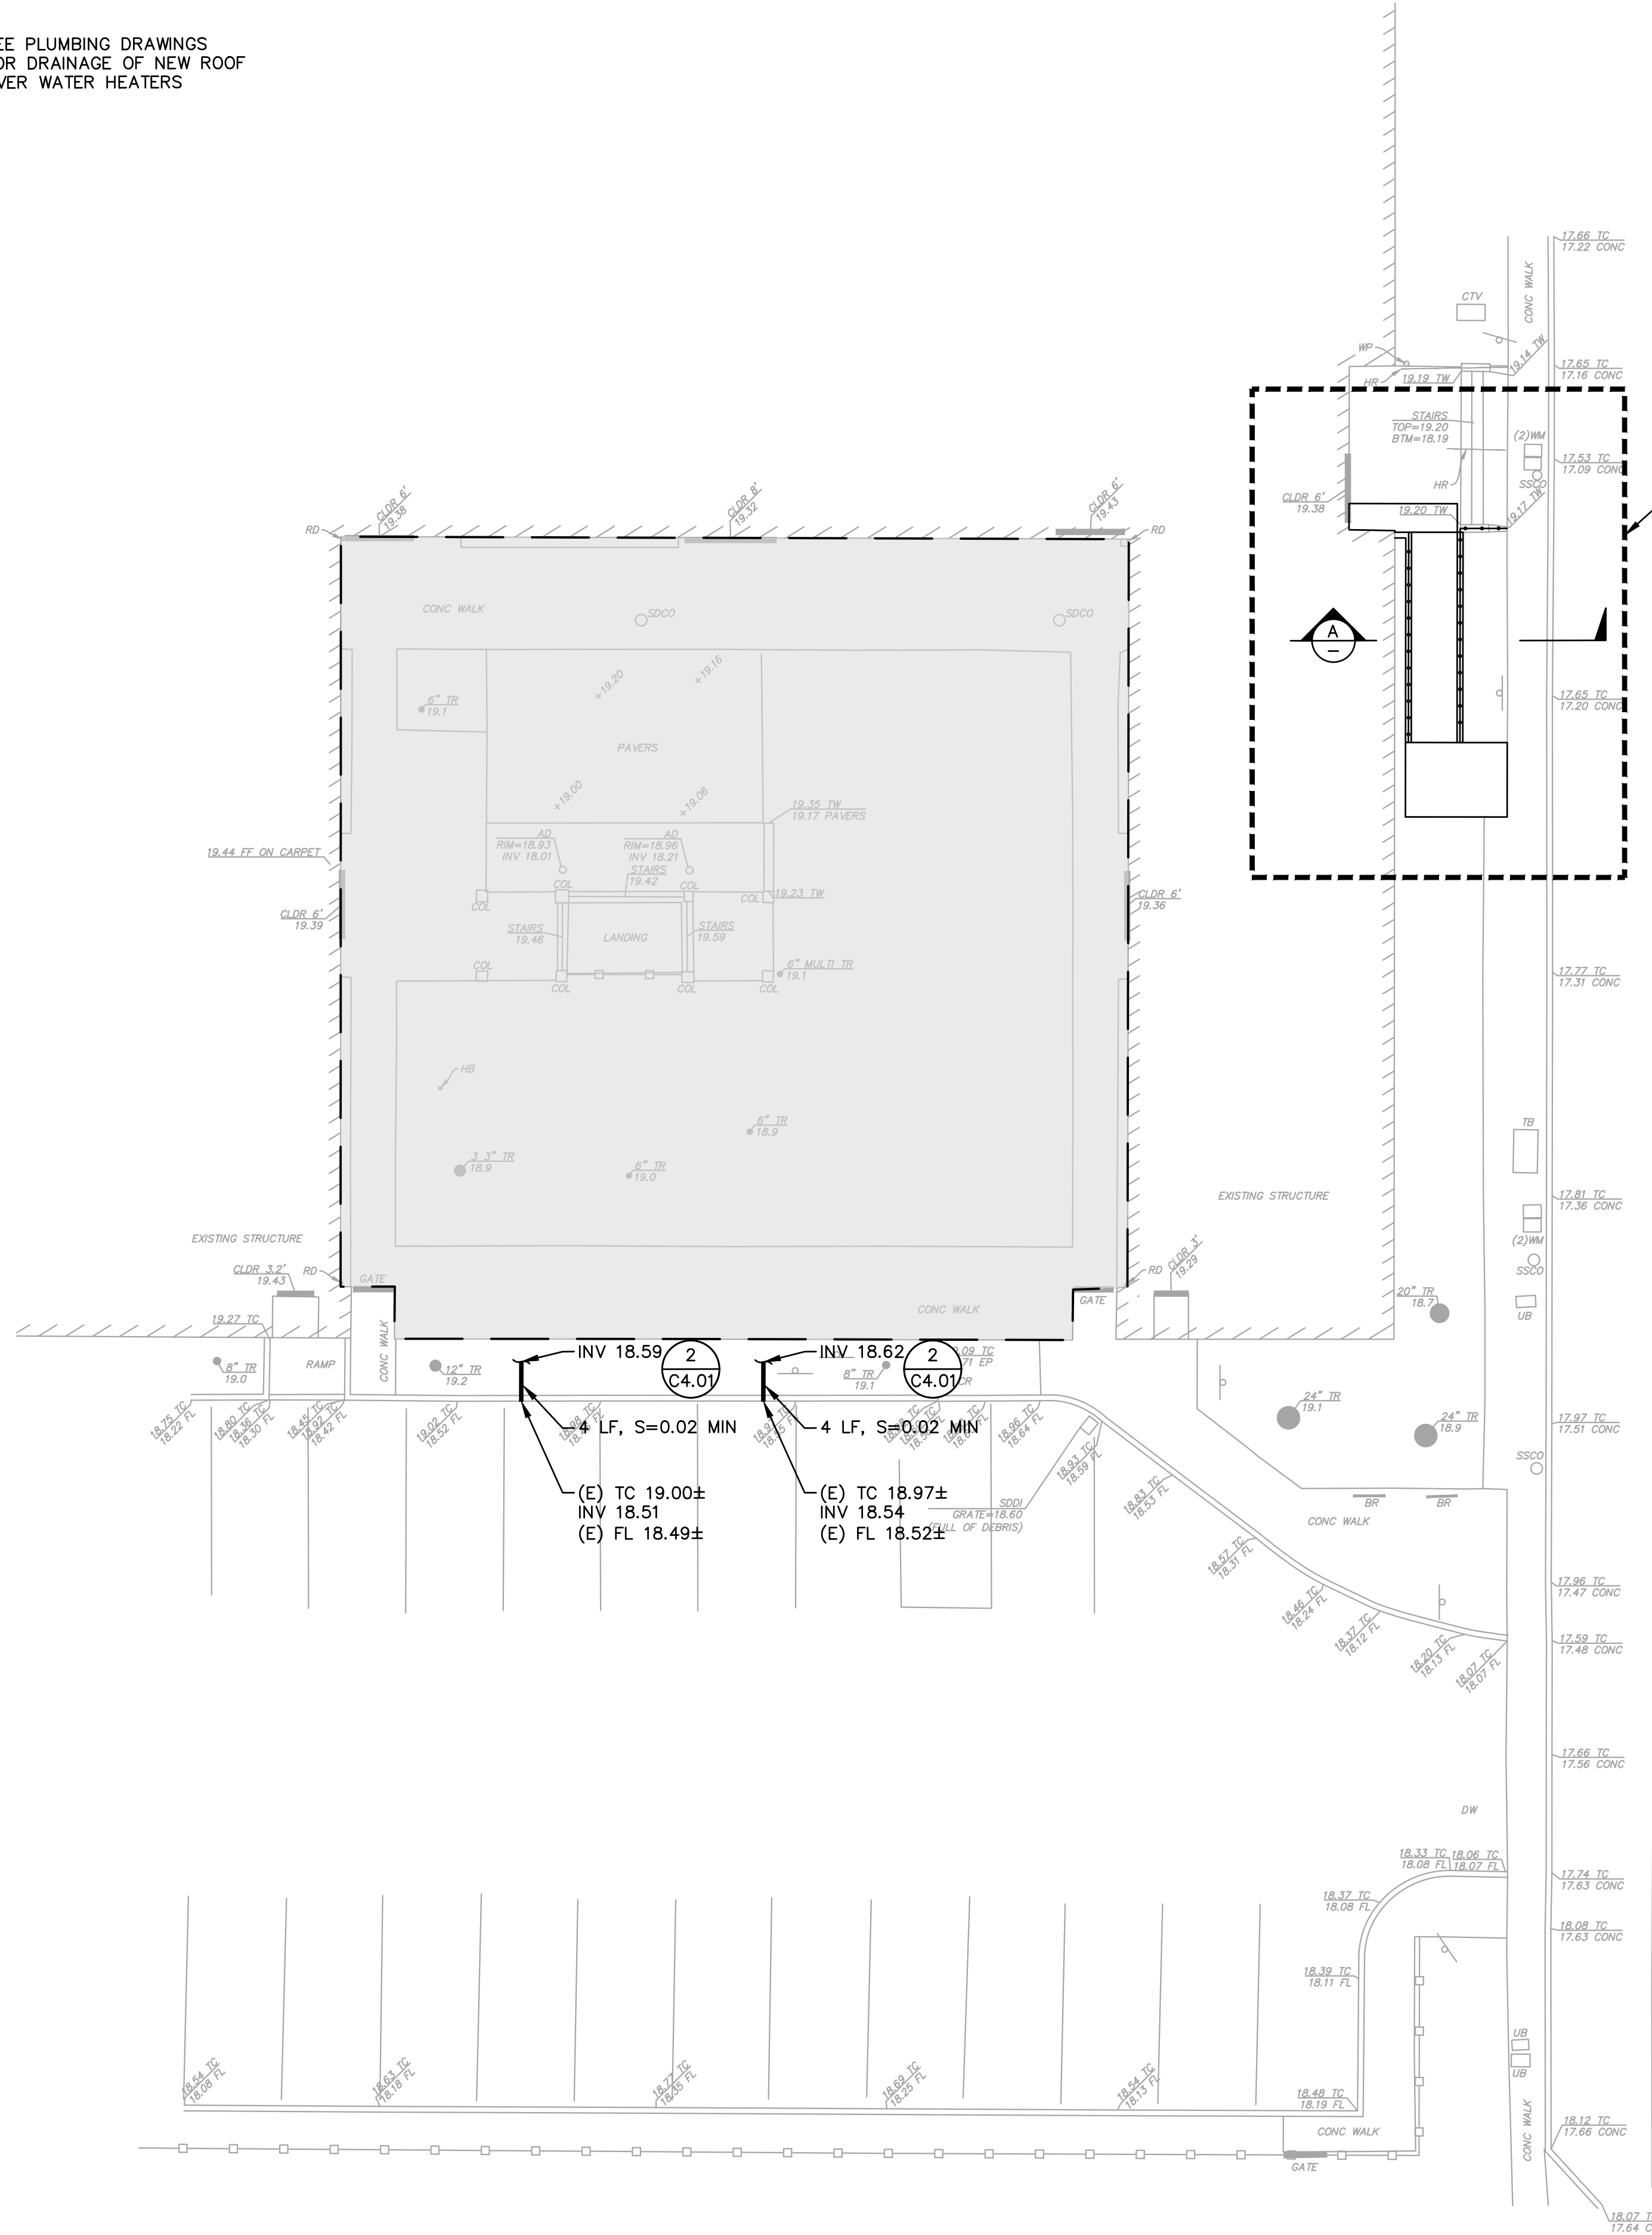 EE PLUMBING DRAWINGS
OR DRAINAGE OF NEW ROOF
VER WATER HEATERS
17.66 TC
17.22 CONC
CONC WALK
CTV
WP
HR
19.19 TW
19.14 TW
17.65 TC
17.16 CONC
STAIRS
TOP=19.20
BTM=18.19
(2)WM
HR
SSCO
17.53 TC
17.09 CONC
CLDR 6'
19.38
19.20 TW
19.17 TW
RD
CLDR 6'
19.38
CLDR 8'
19.32
CLDR 6'
19.43
RD
CONC WALK
SDCO
SDCO
A
–
+19.20
+19.16
6" TR
19.1
17.65 TC
17.20 CONC
PAVERS
+19.00
+19.06
19.35 TW
19.17 PAVERS
AD
RIM=18.93
INV 18.01
AD
RIM=18.96
INV 18.21
STAIRS
19.42
19.44 FF ON CARPET
COL
COL
COL
COL
19.23 TW
CLDR 6'
19.39
CLDR 6'
19.36
STAIRS
19.46
LANDING
STAIRS
19.59
COL
COL
COL
COL
6" MULTI TR
19.1
17.77 TC
17.31 CONC
HB
6" TR
18.9
3 3" TR
18.9
6" TR
19.0
TB
EXISTING STRUCTURE
17.81 TC
17.36 CONC
(2)WM
SSCO
EXISTING STRUCTURE
CLDR 3.2'
19.43
RD
GATE
RD
CLDR 3'
19.29
GATE
CONC WALK
20" TR
18.7
UB
19.27 TC
8" TR
19.0
RAMP
CONC WALK
12" TR
19.2
INV 18.59
2
C4.01
INV 18.62
8" TR
19.1
2
C4.01
.09 TC
71 EP
CR
24" TR
19.1
24" TR
18.9
17.97 TC
17.51 CONC
18.75 TC
18.22 FL
18.80 TC
18.36 TC
18.30 FL
18.45 TC
18.92 TC
18.42 FL
19.02 TC
18.52 FL
4 LF, S=0.02 MIN
4 LF, S=0.02 MIN
18.96 TC
18.64 FL
18.93 TC
18.59 FL
SSCO
(E) TC 19.00±
INV 18.51
(E) FL 18.49±
(E) TC 18.97±
INV 18.54
(E) FL 18.52±
SDDI
GRATE=18.60
(FULL OF DEBRIS)
18.83 TC
18.53 FL
BR
BR
CONC WALK
18.57 TC
18.31 FL
17.96 TC
17.47 CONC
18.46 TC
18.24 FL
18.37 TC
18.12 FL
18.20 TC
18.13 FL
18.07 TC
18.07 FL
17.59 TC
17.48 CONC
17.66 TC
17.56 CONC
DW
18.33 TC
18.08 FL
18.06 TC
18.07 FL
17.74 TC
17.63 CONC
18.37 TC
18.08 FL
18.08 TC
17.63 CONC
18.39 TC
18.11 FL
UB
UB
18.54 TC
18.08 FL
18.63 TC
18.18 FL
18.77 TC
18.35 FL
18.69 TC
18.25 FL
18.54 TC
18.13 FL
18.48 TC
18.19 FL
CONC WALK
GATE
CONC WALK
18.12 TC
17.66 CONC
18.07 T
17.64 C